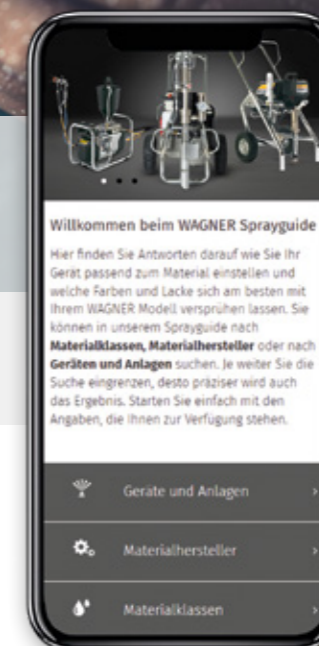 Willkommen beim WAGNER Sprayguide
Hier finden Sie Antworten darauf wie Sie Ihr
Gerät passend zum Material einstellen und
welche Farben und Lacke sich am besten mit
Ihrem WAGNER Modell versprühen lassen. Sie
können in unserem Sprayguide nach
Materialklassen, Materialhersteller oder nach
Geräten und Anlagen suchen. Je weiter Sie die
Suche eingrenzen, desto präziser wird auch
das Ergebnis. Starten Sie einfach mit den
Angaben, die Ihnen zur Verfügung stehen.
Geräte und Anlagen
Materialhersteller
Materialklassen